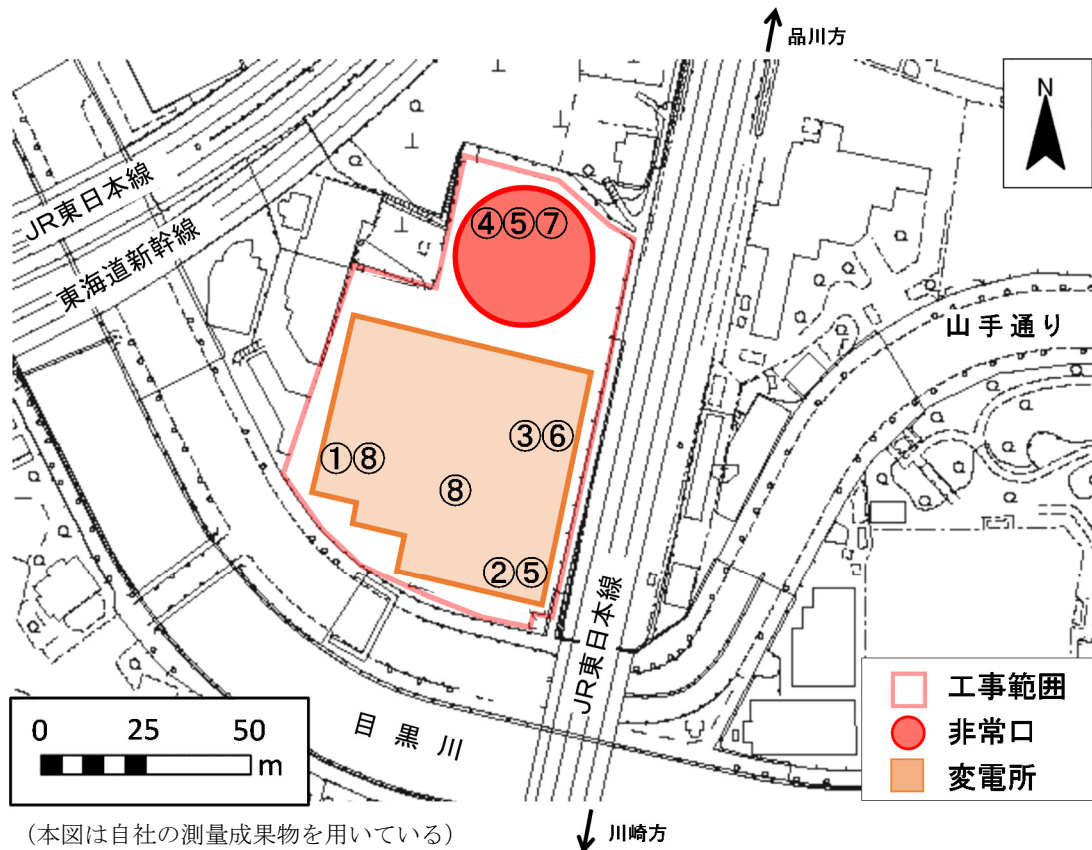 品川方
N
JR東日本線
東海道新幹線
④⑤⑦
山手通り
③⑥
①⑧
⑧
②⑤
JR東日本線
工事範囲
非常口
変電所
目黒川
0 25 50
m
川崎方
(本図は自社の測量成果物を用いている)